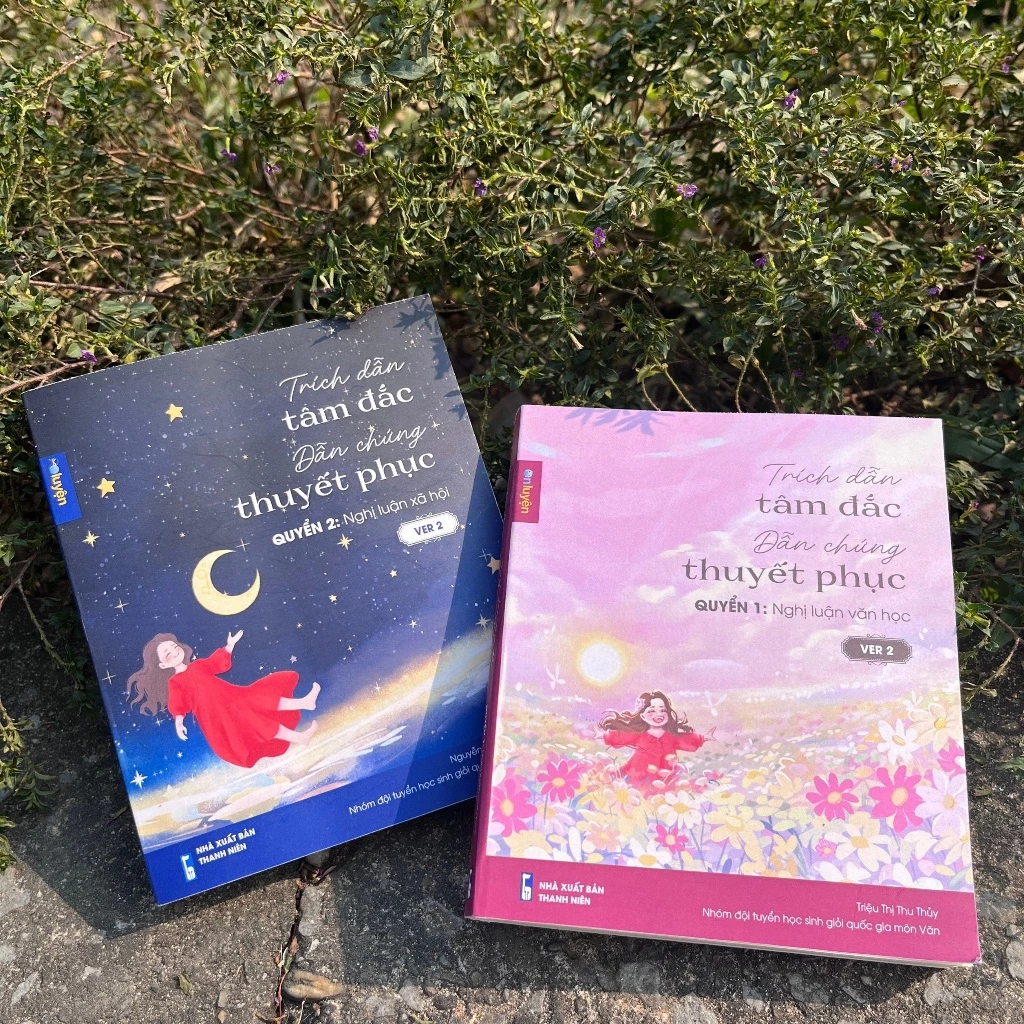 Trích dẫn
tâm đắc
Dẫn chứng
thuyết phục
QUYỂN 2: Nghị luận xã hội
VER 2
onluyện
Nguyễn
Nhóm đội tuyển học sinh giỏi qu
NHÀ XUẤT BẢN
THANH NIÊN
Trích dẫn
tâm đắc
Dẫn chứng
thuyết phục
QUYỂN 1: Nghị luận văn học
VER 2
onluyện
NHÀ XUẤT BẢN
THANH NIÊN
Triệu Thị Thu Thủy
Nhóm đội tuyển học sinh giỏi quốc gia môn Văn